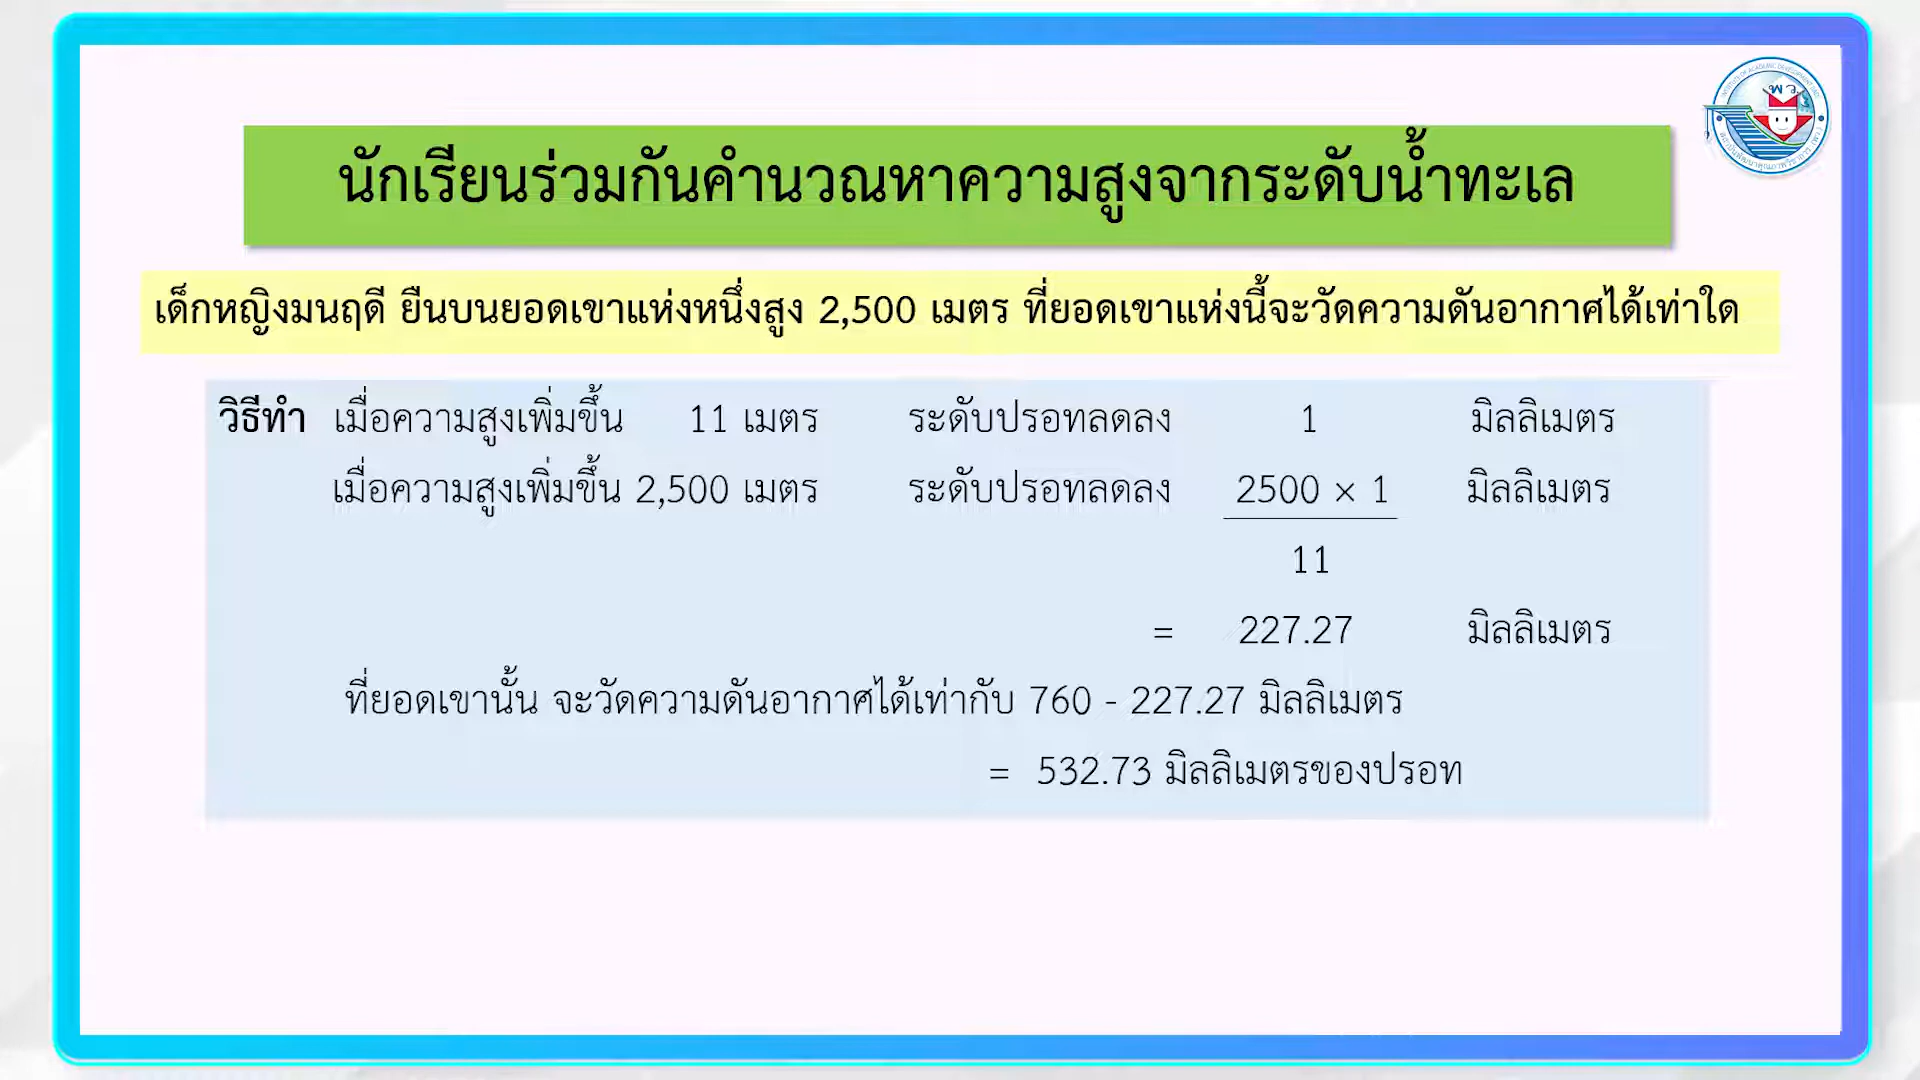 นักเรียนร่วมกันคำนวณหาความสูงจากระดับน้ำทะเล
เด็กหญิงมนฤดี ยืนบนยอดเขาแห่งหนึ่งสูง 2,500 เมตร ที่ยอดเขาแห่งนี้จะวัดความดันอากาศได้เท่าใด
วิธีทำ เมื่อความสูงเพิ่มขึ้น 11 เมตร ระดับปรอทลดลง 1 มิลลิเมตร
เมื่อความสูงเพิ่มขึ้น 2,500 เมตร ระดับปรอทลดลง 2500 × 1 มิลลิเมตร
11
= 227.27 มิลลิเมตร
ที่ยอดเขานั้น จะวัดความดันอากาศได้เท่ากับ 760 - 227.27 มิลลิเมตร
= 532.73 มิลลิเมตรของปรอท